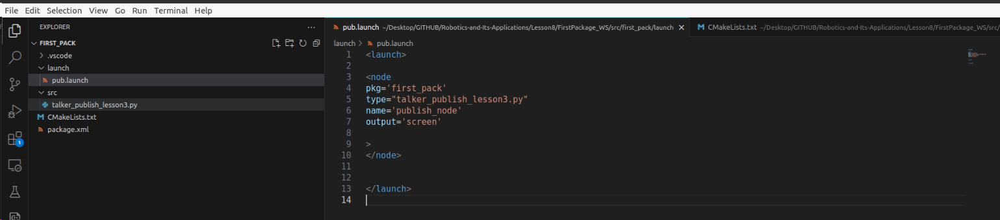 File Edit Selection View Go Run Terminal Help
EXPLORER
FIRST_PACK
.vscode
launch
pub.launch
src
talker_publish_lesson3.py
CMakeLists.txt
package.xml
1
pub.launch ~/Desktop/GITHUB/Robotics-and-Its-Applications/Lesson8/FirstPackage_WS/src/first_pack/launch
CMakeLists.txt ~/Desktop/GITHUB/Robotics-and-Its-Applications/Lesson8/FirstPackage_WS/src/
launch > pub.launch
1 <launch>
2
3 <node
4 pkg='first_pack'
5 type="talker_publish_lesson3.py"
6 name='publish_node'
7 output='screen'
8
9 >
10 </node>
11
12
13 </launch>
14